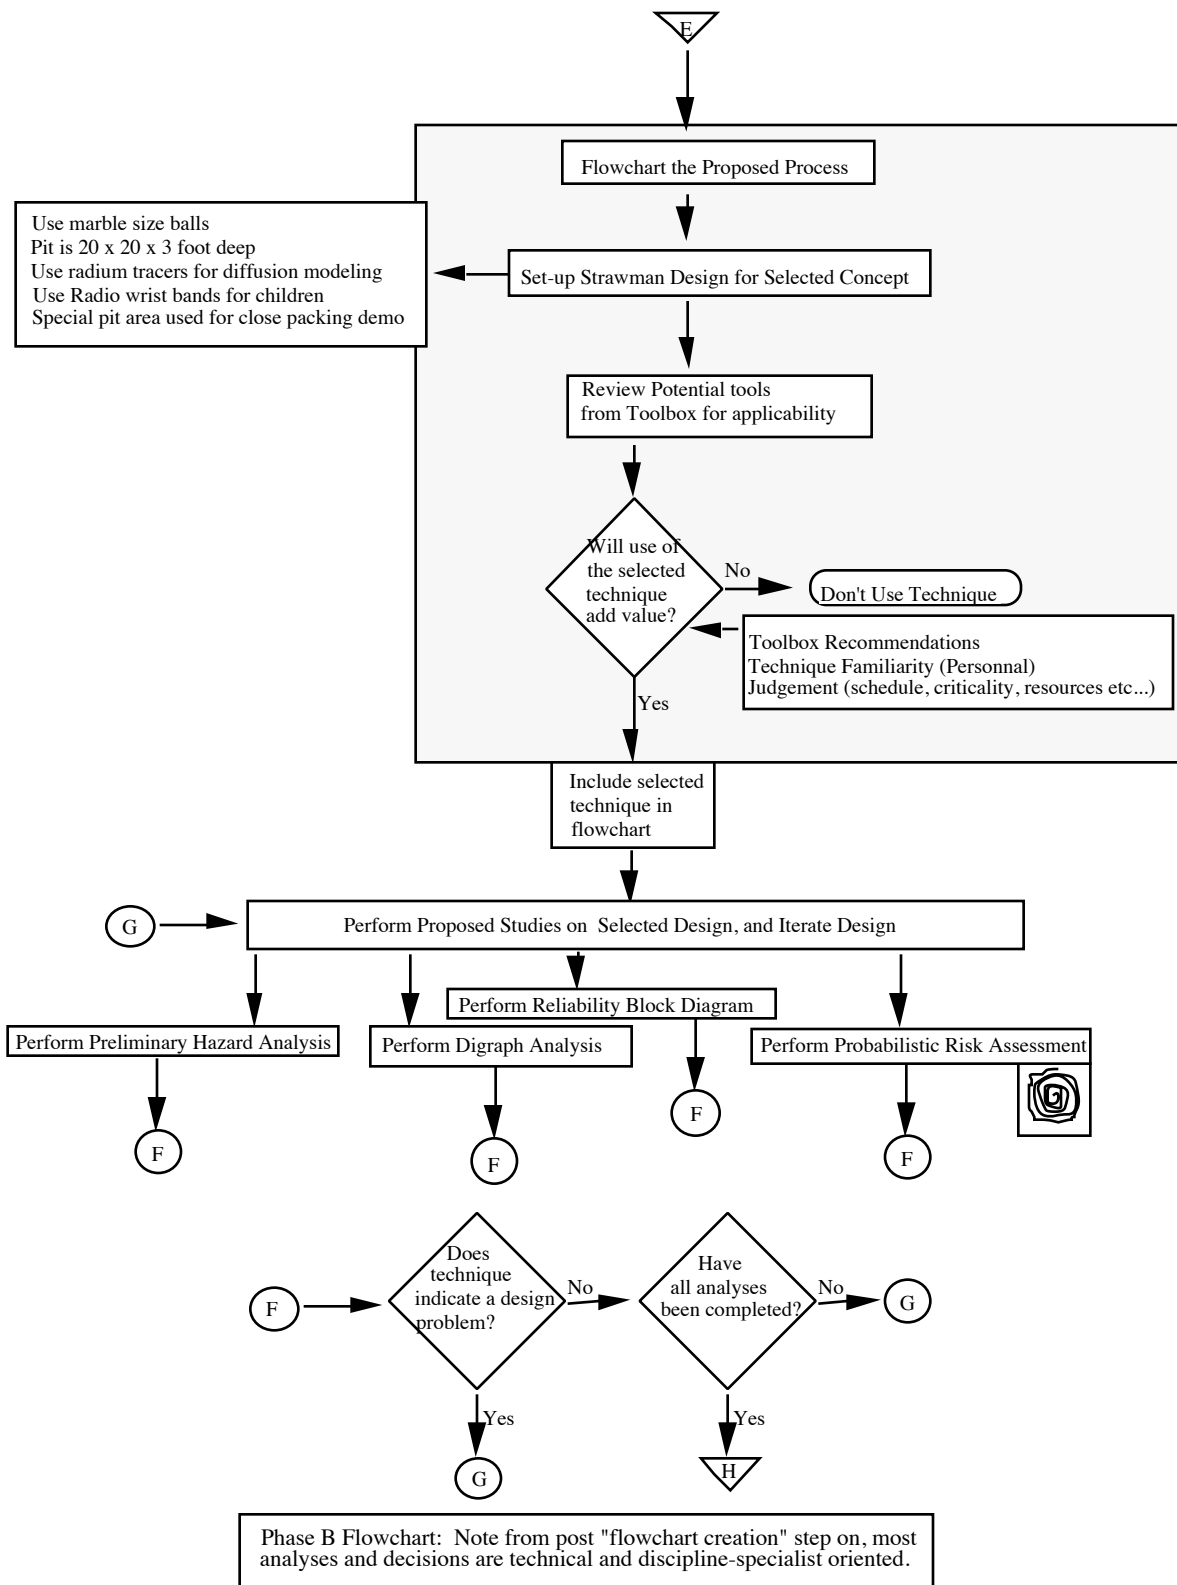 E
Flowchart the Proposed Process
Use marble size balls
Pit is 20 x 20 x 3 foot deep
Use radium tracers for diffusion modeling
Use Radio wrist bands for children
Special pit area used for close packing demo
Set-up Strawman Design for Selected Concept
Review Potential tools
from Toolbox for applicability
Will use of
the selected
technique
add value?
No
Don't Use Technique
Toolbox Recommendations
Technique Familiarity (Personnal)
Judgement (schedule, criticality, resources etc...)
Yes
Include selected
technique in
flowchart
G
Perform Proposed Studies on Selected Design, and Iterate Design
Perform Reliability Block Diagram
Perform Preliminary Hazard Analysis
Perform Digraph Analysis
Perform Probabilistic Risk Assessment
F
F
F
F
F
Does
technique
indicate a design
problem?
No
Have
all analyses
been completed?
No
G
Yes
Yes
G
H
Phase B Flowchart: Note from post "flowchart creation" step on, most
analyses and decisions are technical and discipline-specialist oriented.